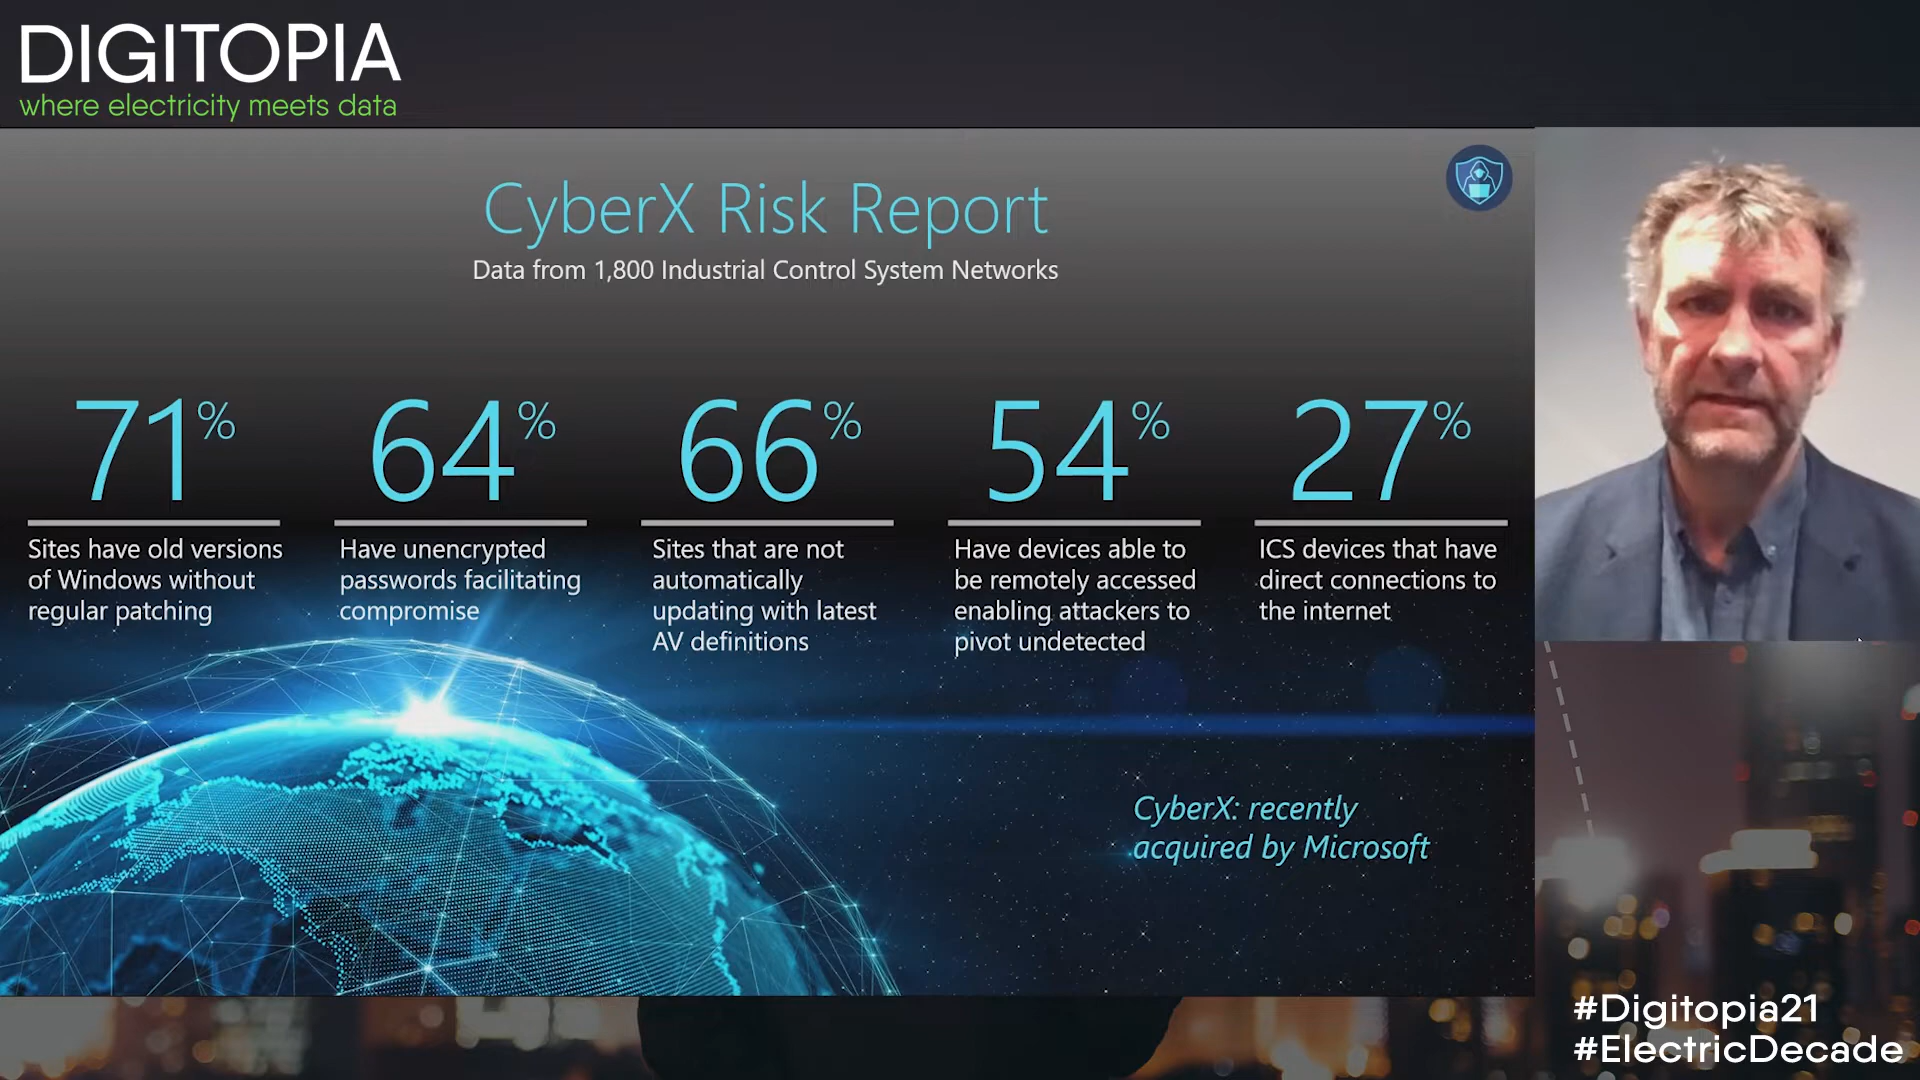 DIGITOPIA
where electricity meets data
CyberX Risk Report
Data from 1,800 Industrial Control System Networks
71%
Sites have old versions
of Windows without
regular patching
64%
Have unencrypted
passwords facilitating
compromise
66%
Sites that are not
automatically
updating with latest
AV definitions
54%
Have devices able to
be remotely accessed
enabling attackers to
pivot undetected
27%
ICS devices that have
direct connections to
the internet
CyberX: recently
acquired by Microsoft
#Digitopia21
#ElectricDecade